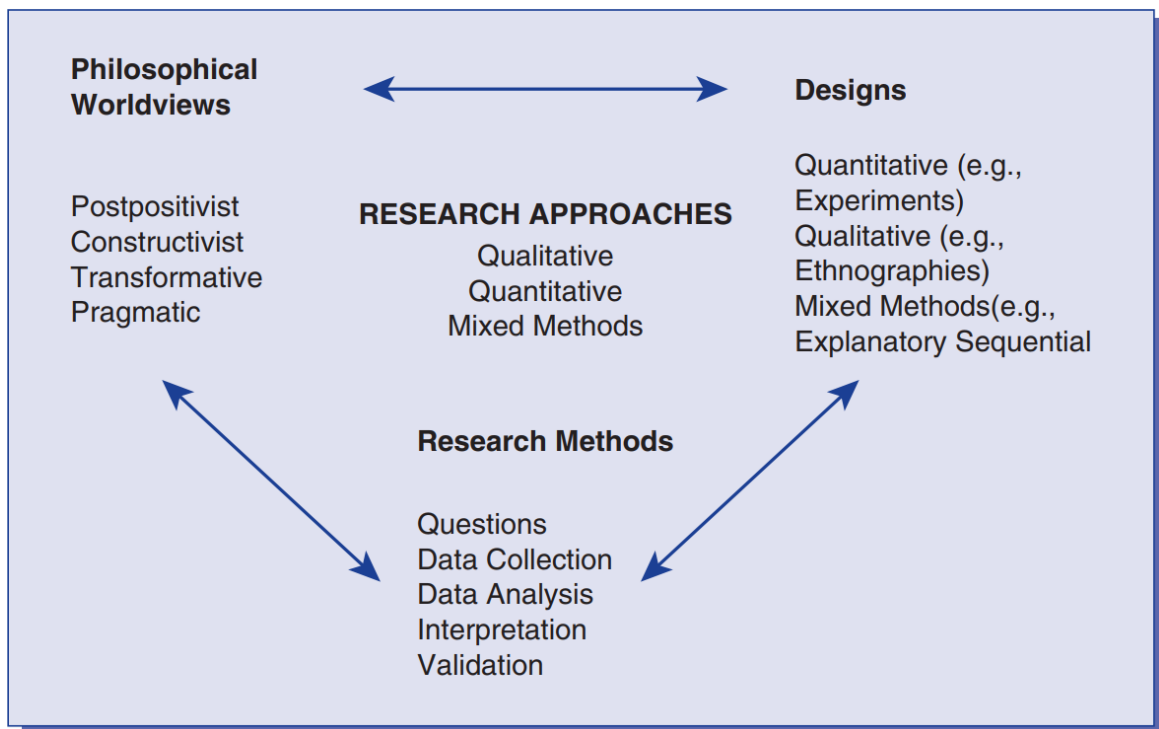 Philosophical
Worldviews
Postpositivist
Constructivist
Transformative
Pragmatic
RESEARCH APPROACHES
Qualitative
Quantitative
Mixed Methods
Designs
Quantitative (e.g.,
Experiments)
Qualitative (e.g.,
Ethnographies)
Mixed Methods(e.g.,
Explanatory Sequential
Research Methods
Questions
Data Collection
Data Analysis
Interpretation
Validation